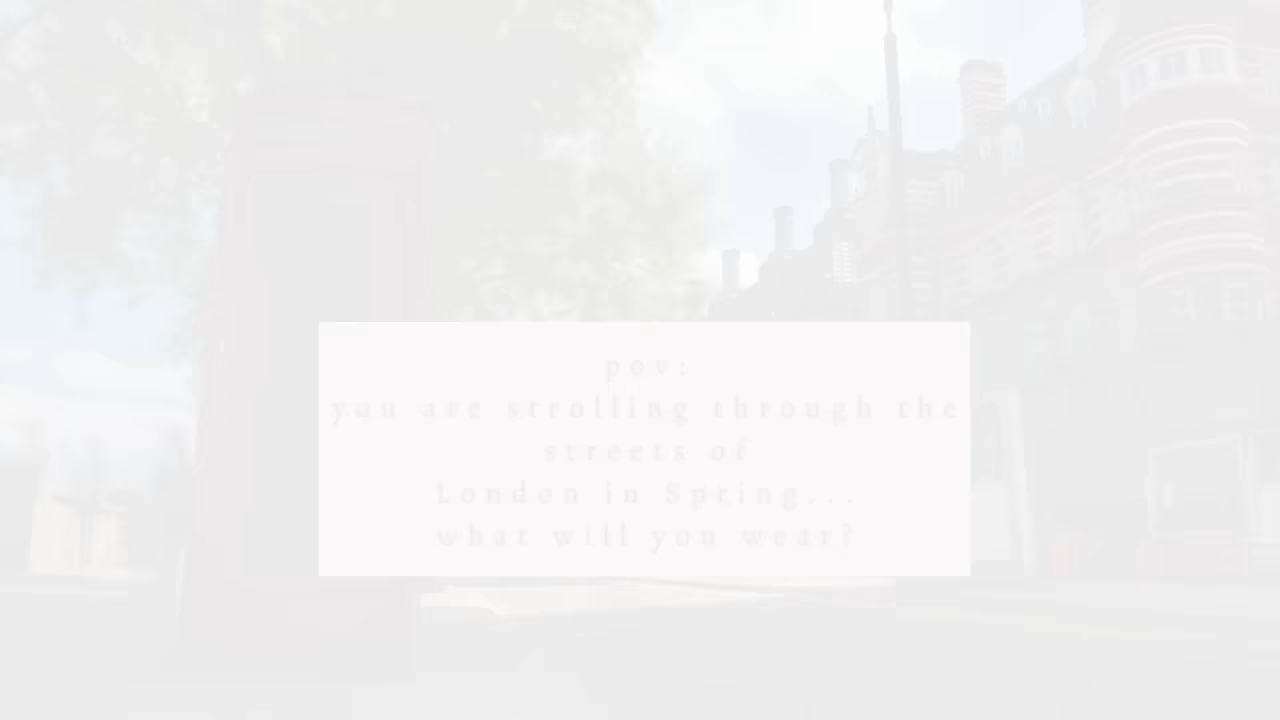 pov:
you are strolling through the
streets of
London in Spring...
what will you wear?